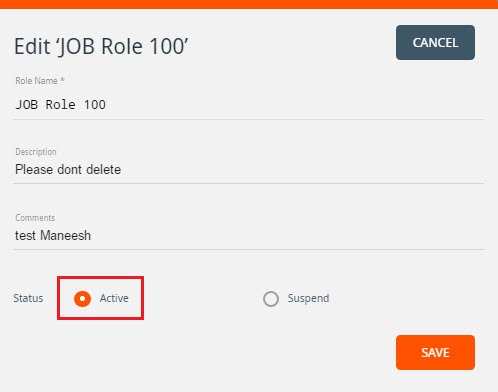 Edit ‘JOB Role 100’
CANCEL
Role Name *
JOB Role 100
Description
Please dont delete
Comments
test Maneesh
Status Active Suspend
SAVE